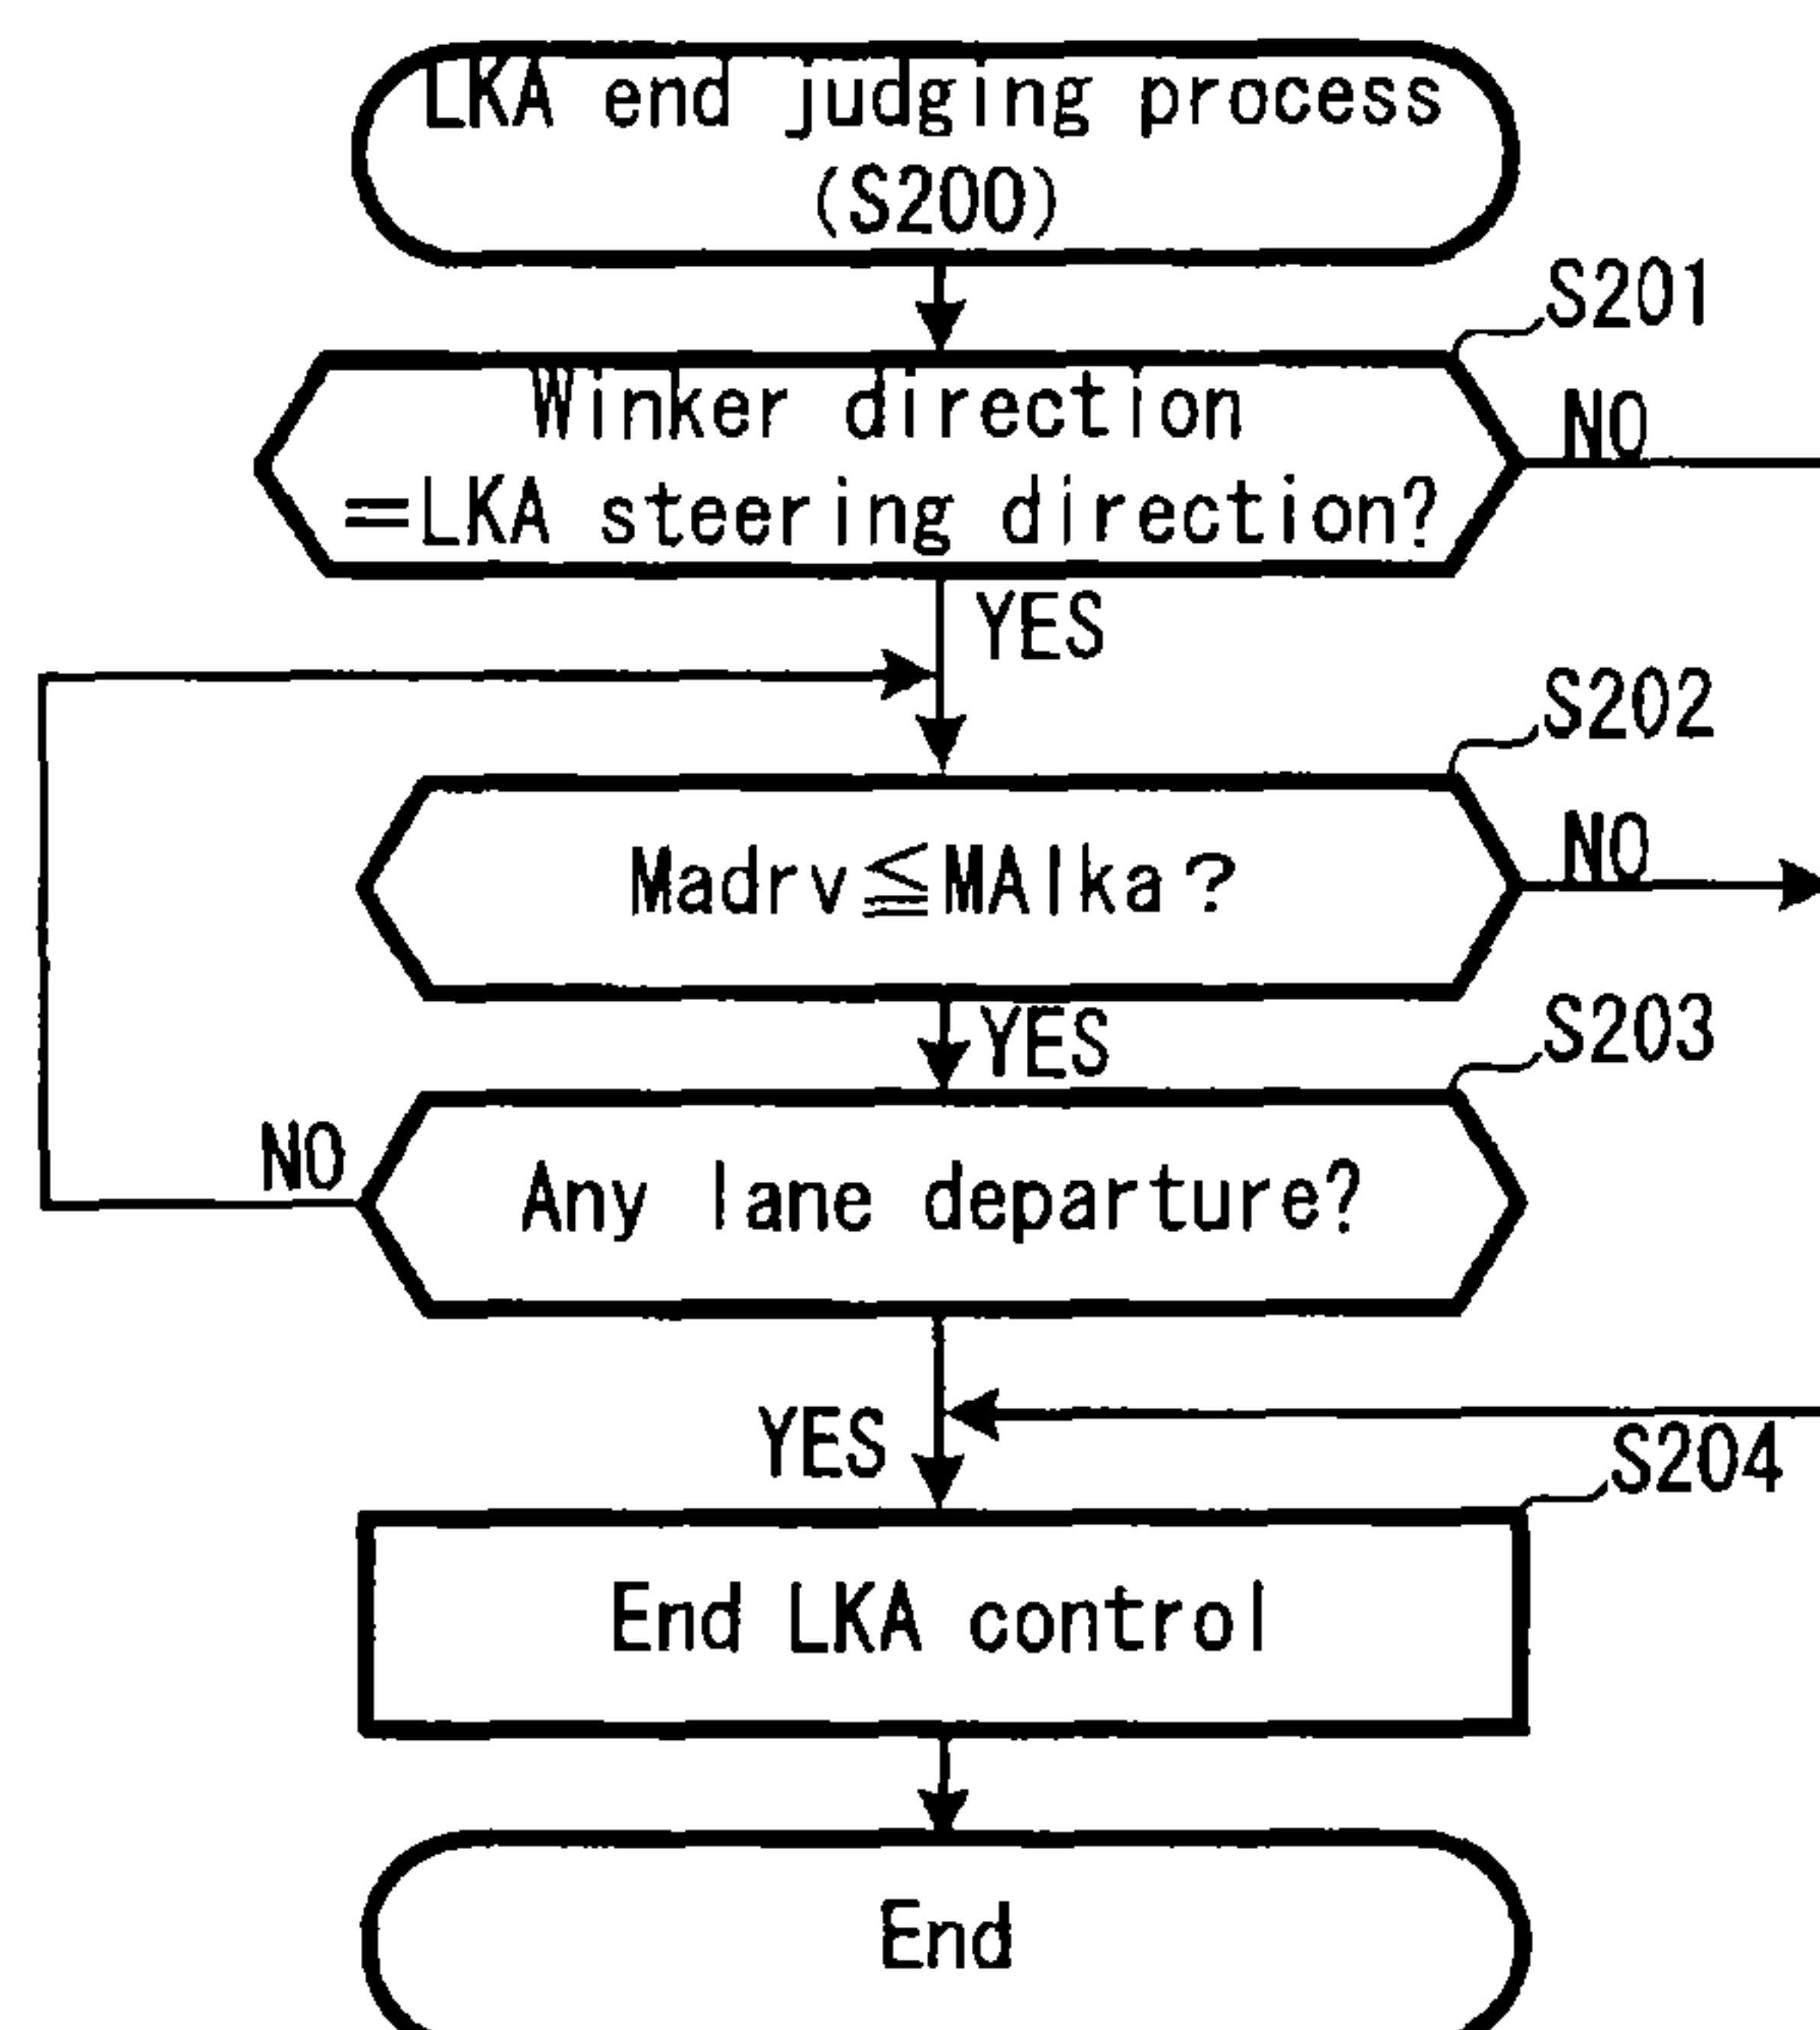 LKA end judging process
(S200)
S201
Winker direction
=LKA steering direction?
NO
YES
S202
Madrv≦MAlka?
NO
YES
S203
Any lane departure?
NO
YES
S204
End LKA control
End